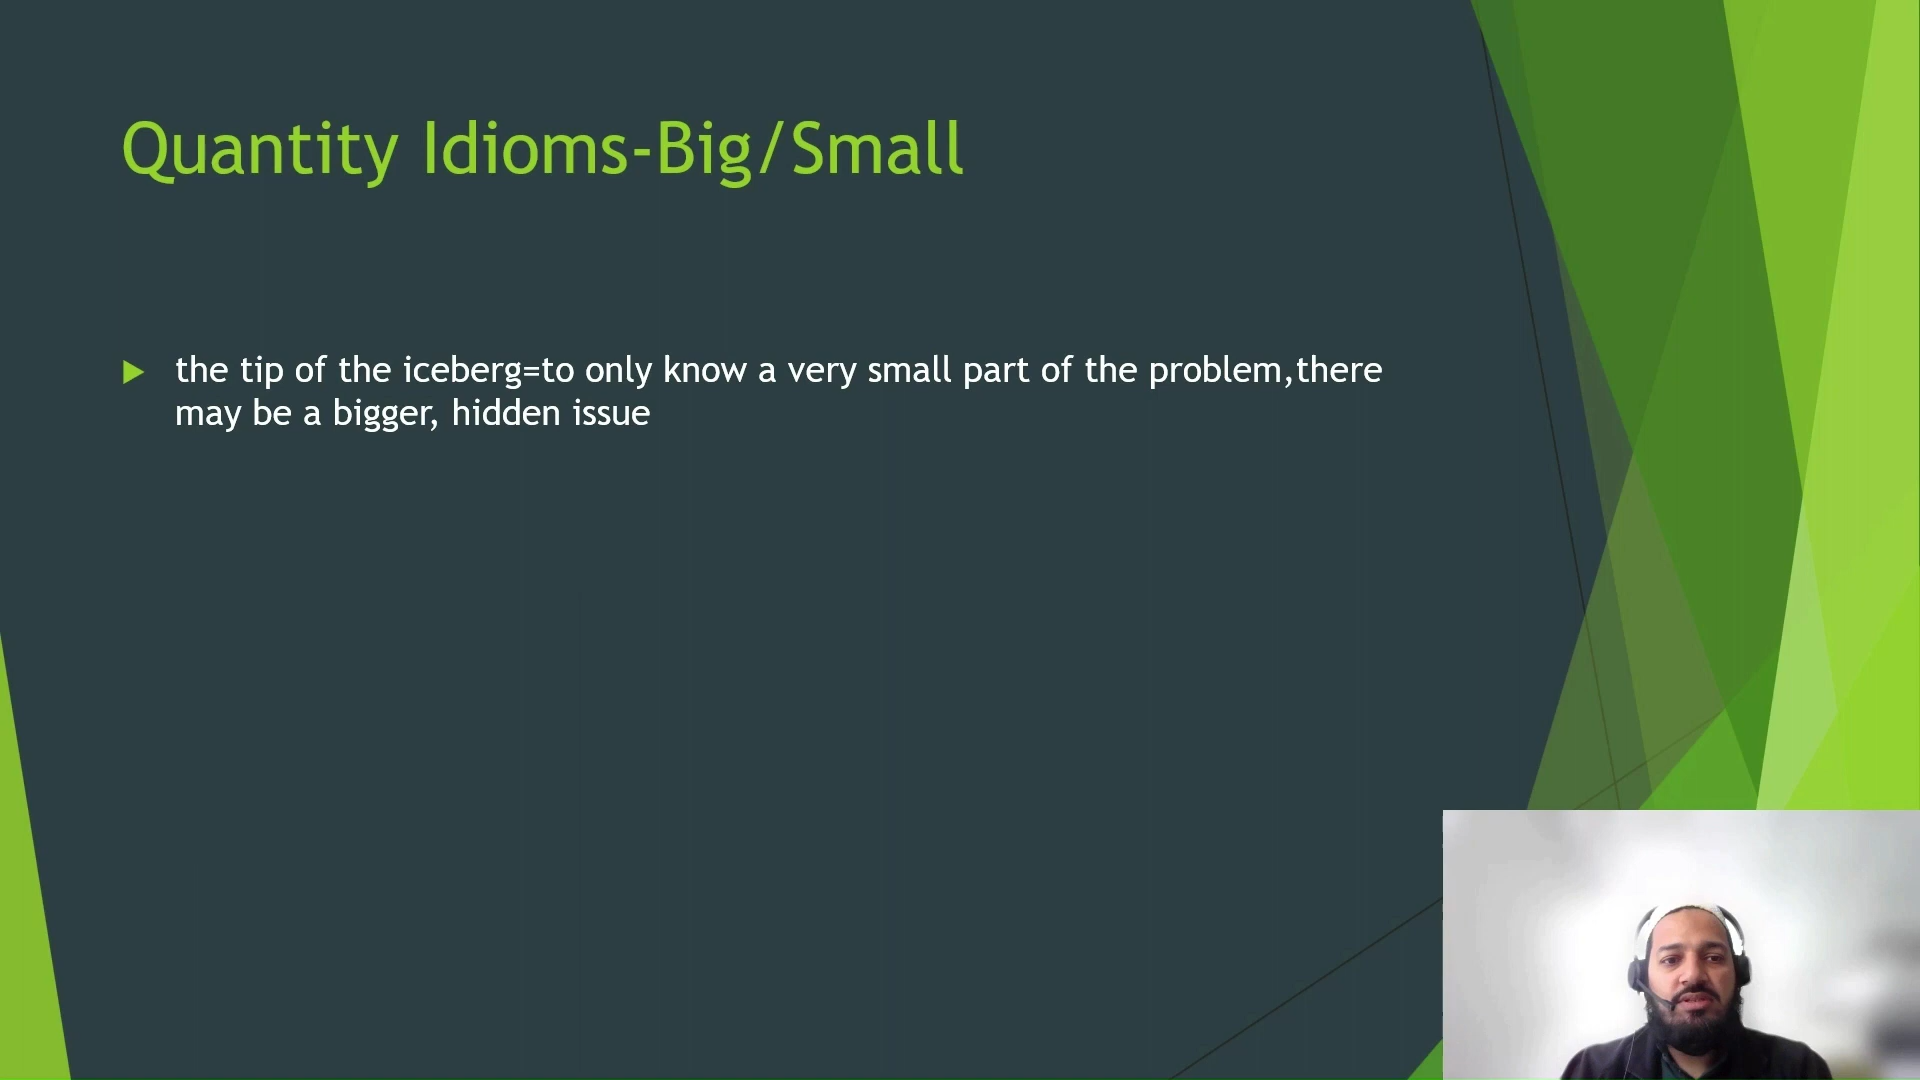 Quantity Idioms-Big/Small
the tip of the iceberg=to only know a very small part of the problem,there
may be a bigger, hidden issue